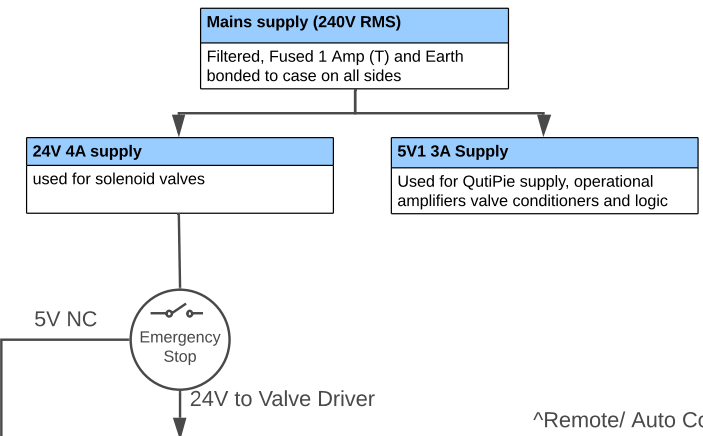 Mains supply (240V RMS)
Filtered, Fused 1 Amp (T) and Earth
bonded to case on all sides
24V 4A supply
used for solenoid valves
5V1 3A Supply
Used for QutiPie supply, operational
amplifiers valve conditioners and logic
5V NC
Emergency
Stop
24V to Valve Driver
^Remote/ Auto